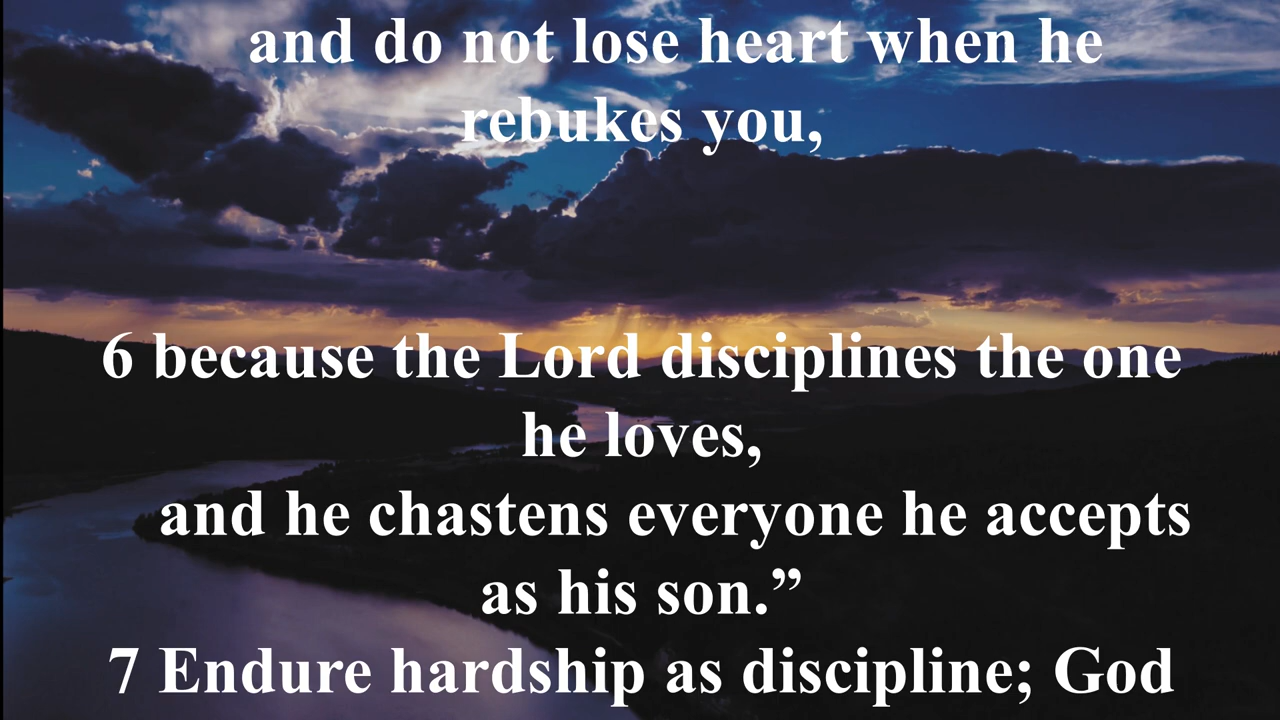 and do not lose heart when he
rebukes you,
6 because the Lord disciplines the one
he loves,
and he chastens everyone he accepts
as his son.”
7 Endure hardship as discipline; God